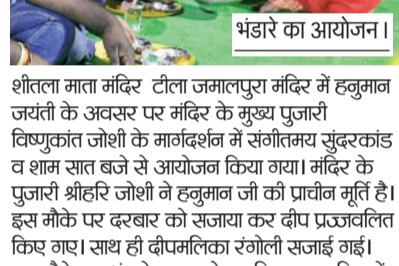 भंडारे का आयोजन।
शीतला माता मंदिर टीला जमालपुरा मंदिर में हनुमान
जयंती के अवसर पर मंदिर के मुख्य पुजारी
विष्णुकांत जोशी के मार्गदर्शन में संगीतमय सुंदरकांड
व शाम सात बजे से आयोजन किया गया। मंदिर के
पुजारी श्रीहरि जोशी ने हनुमान जी की प्राचीन मूर्ति है।
इस मौके पर दरबार को सजाया कर दीप प्रज्जवलित
किए गए। साथ ही दीपमलिका रंगोली सजाई गई।